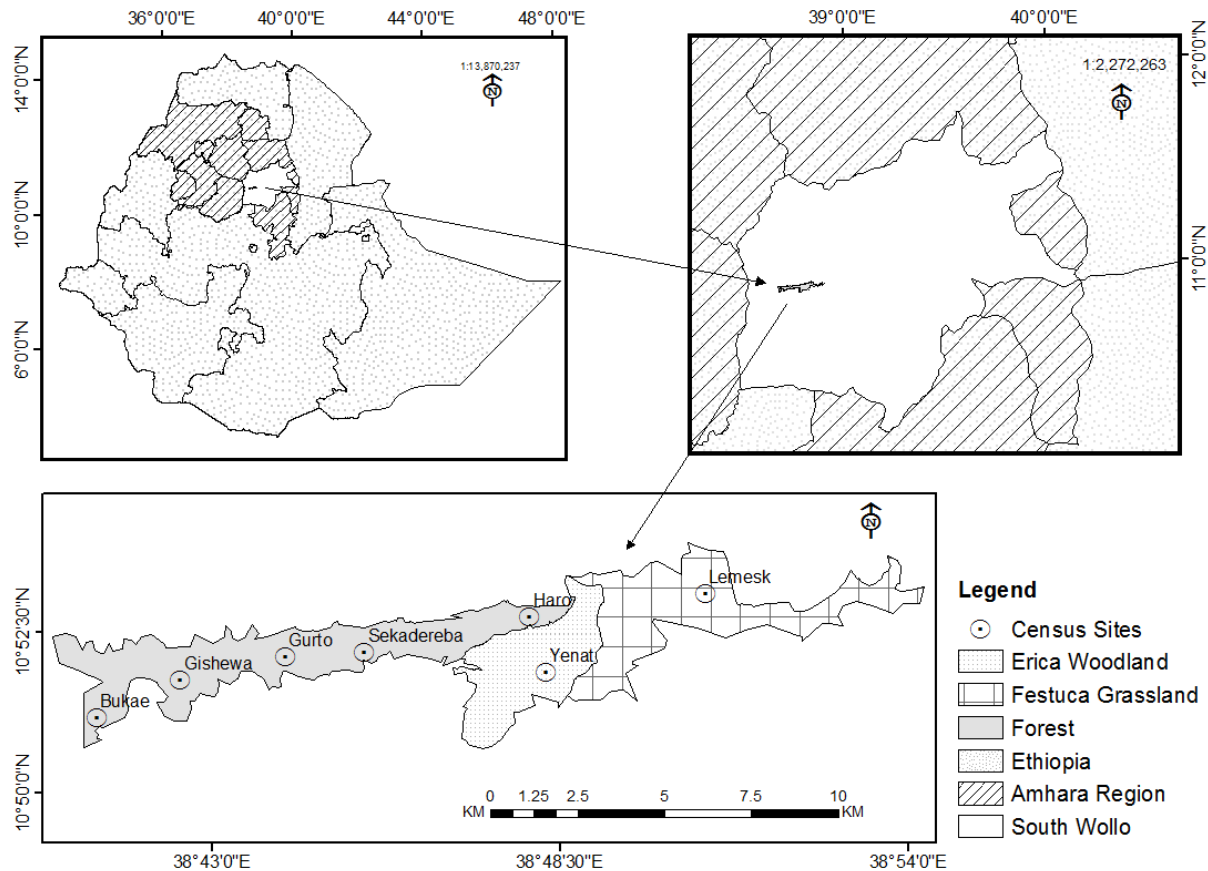 36°0'0"E 40°0'0"E 44°0'0"E 48°0'0"E
14°0'0"N
10°0'0"N
6°0'0"N
1:13,870,237
N
39°0'0"E 40°0'0"E
12°0'0"N
11°0'0"N
1:2,272,263
N
N
Lemesk
Haro
Sekadereba
Gurto
Yenat
Gishewa
Bukae
10°52'30"N
10°50'0"N
0 1.25 2.5 5 7.5 10
KM KM
38°43'0"E 38°48'30"E 38°54'0"E
Legend
Census Sites
Erica Woodland
Festuca Grassland
Forest
Ethiopia
Amhara Region
South Wollo